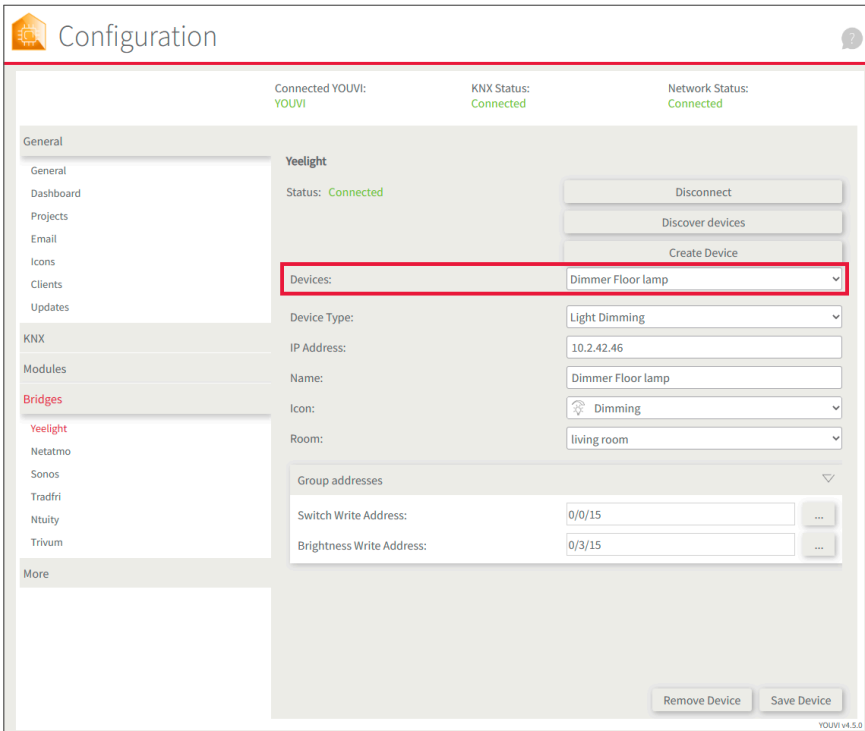 Configuration
?
Connected YOUVI:
YOUVI
KNX Status:
Connected
Network Status:
Connected
General
General
Dashboard
Projects
Email
Icons
Clients
Updates
KNX
Modules
Bridges
Yeelight
Netatmo
Sonos
Tradfri
Ntuity
Trivum
More
Yeelight
Status: Connected
Disconnect
Discover devices
Create Device
Devices: Dimmer Floor lamp
Device Type: Light Dimming
IP Address: 10.2.42.46
Name: Dimmer Floor lamp
Icon: Dimming
Room: living room
Group addresses
Switch Write Address: 0/0/15 ...
Brightness Write Address: 0/3/15 ...
Remove Device Save Device
YOUVI v4.5.0